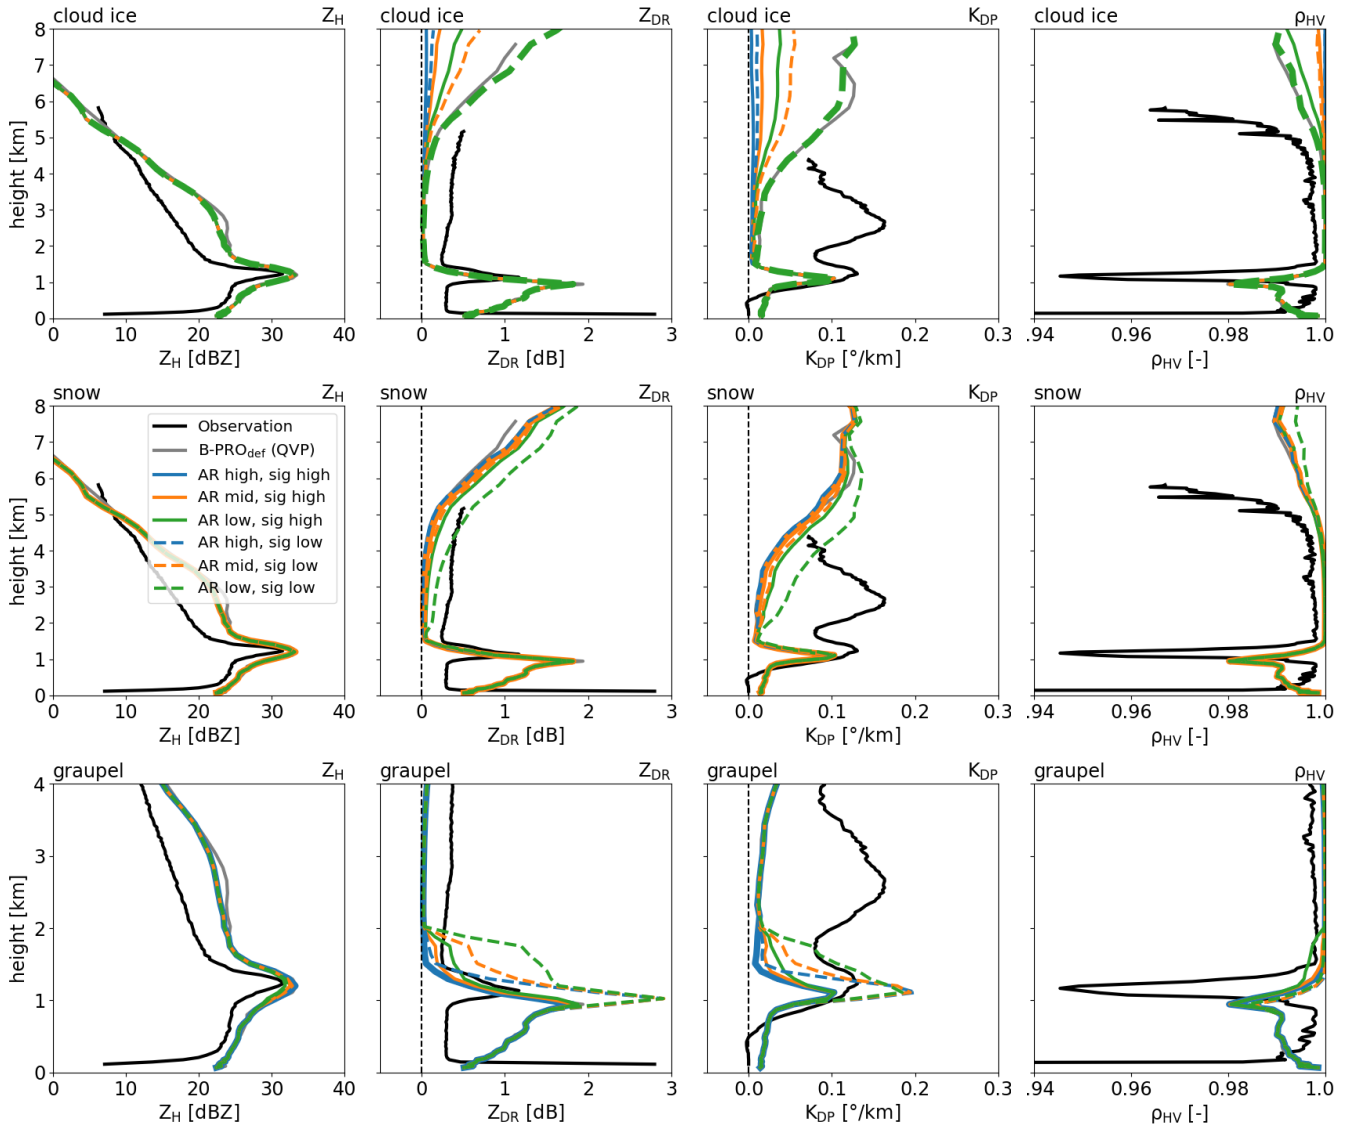 cloud ice Z_H
cloud ice Z_DR
cloud ice K_DP
cloud ice ρ_HV
height [km]
8
7
6
5
4
3
2
1
0
0 10 20 30 40
0 1 2 3
0.0 0.1 0.2 0.3
.94 0.96 0.98 1.0
Z_H [dBZ]
Z_DR [dB]
K_DP [°/km]
ρ_HV [-]
snow Z_H
snow Z_DR
snow K_DP
snow ρ_HV
height [km]
8
7
6
5
4
3
2
1
0
Observation
B-PRO_def (QVP)
AR high, sig high
AR mid, sig high
AR low, sig high
AR high, sig low
AR mid, sig low
AR low, sig low
0 10 20 30 40
0 1 2 3
0.0 0.1 0.2 0.3
.94 0.96 0.98 1.0
Z_H [dBZ]
Z_DR [dB]
K_DP [°/km]
ρ_HV [-]
graupel Z_H
graupel Z_DR
graupel K_DP
graupel ρ_HV
height [km]
4
3
2
1
0
0 10 20 30 40
0 1 2 3
0.0 0.1 0.2 0.3
.94 0.96 0.98 1.0
Z_H [dBZ]
Z_DR [dB]
K_DP [°/km]
ρ_HV [-]